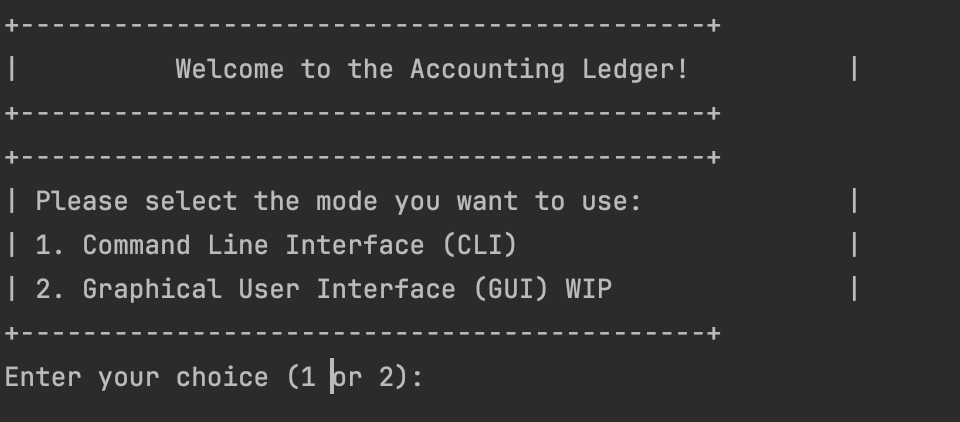 +--------------------------------------------+
|          Welcome to the Accounting Ledger!          |
+--------------------------------------------+
+--------------------------------------------+
| Please select the mode you want to use:             |
| 1. Command Line Interface (CLI)                     |
| 2. Graphical User Interface (GUI) WIP               |
+--------------------------------------------+
Enter your choice (1 or 2):